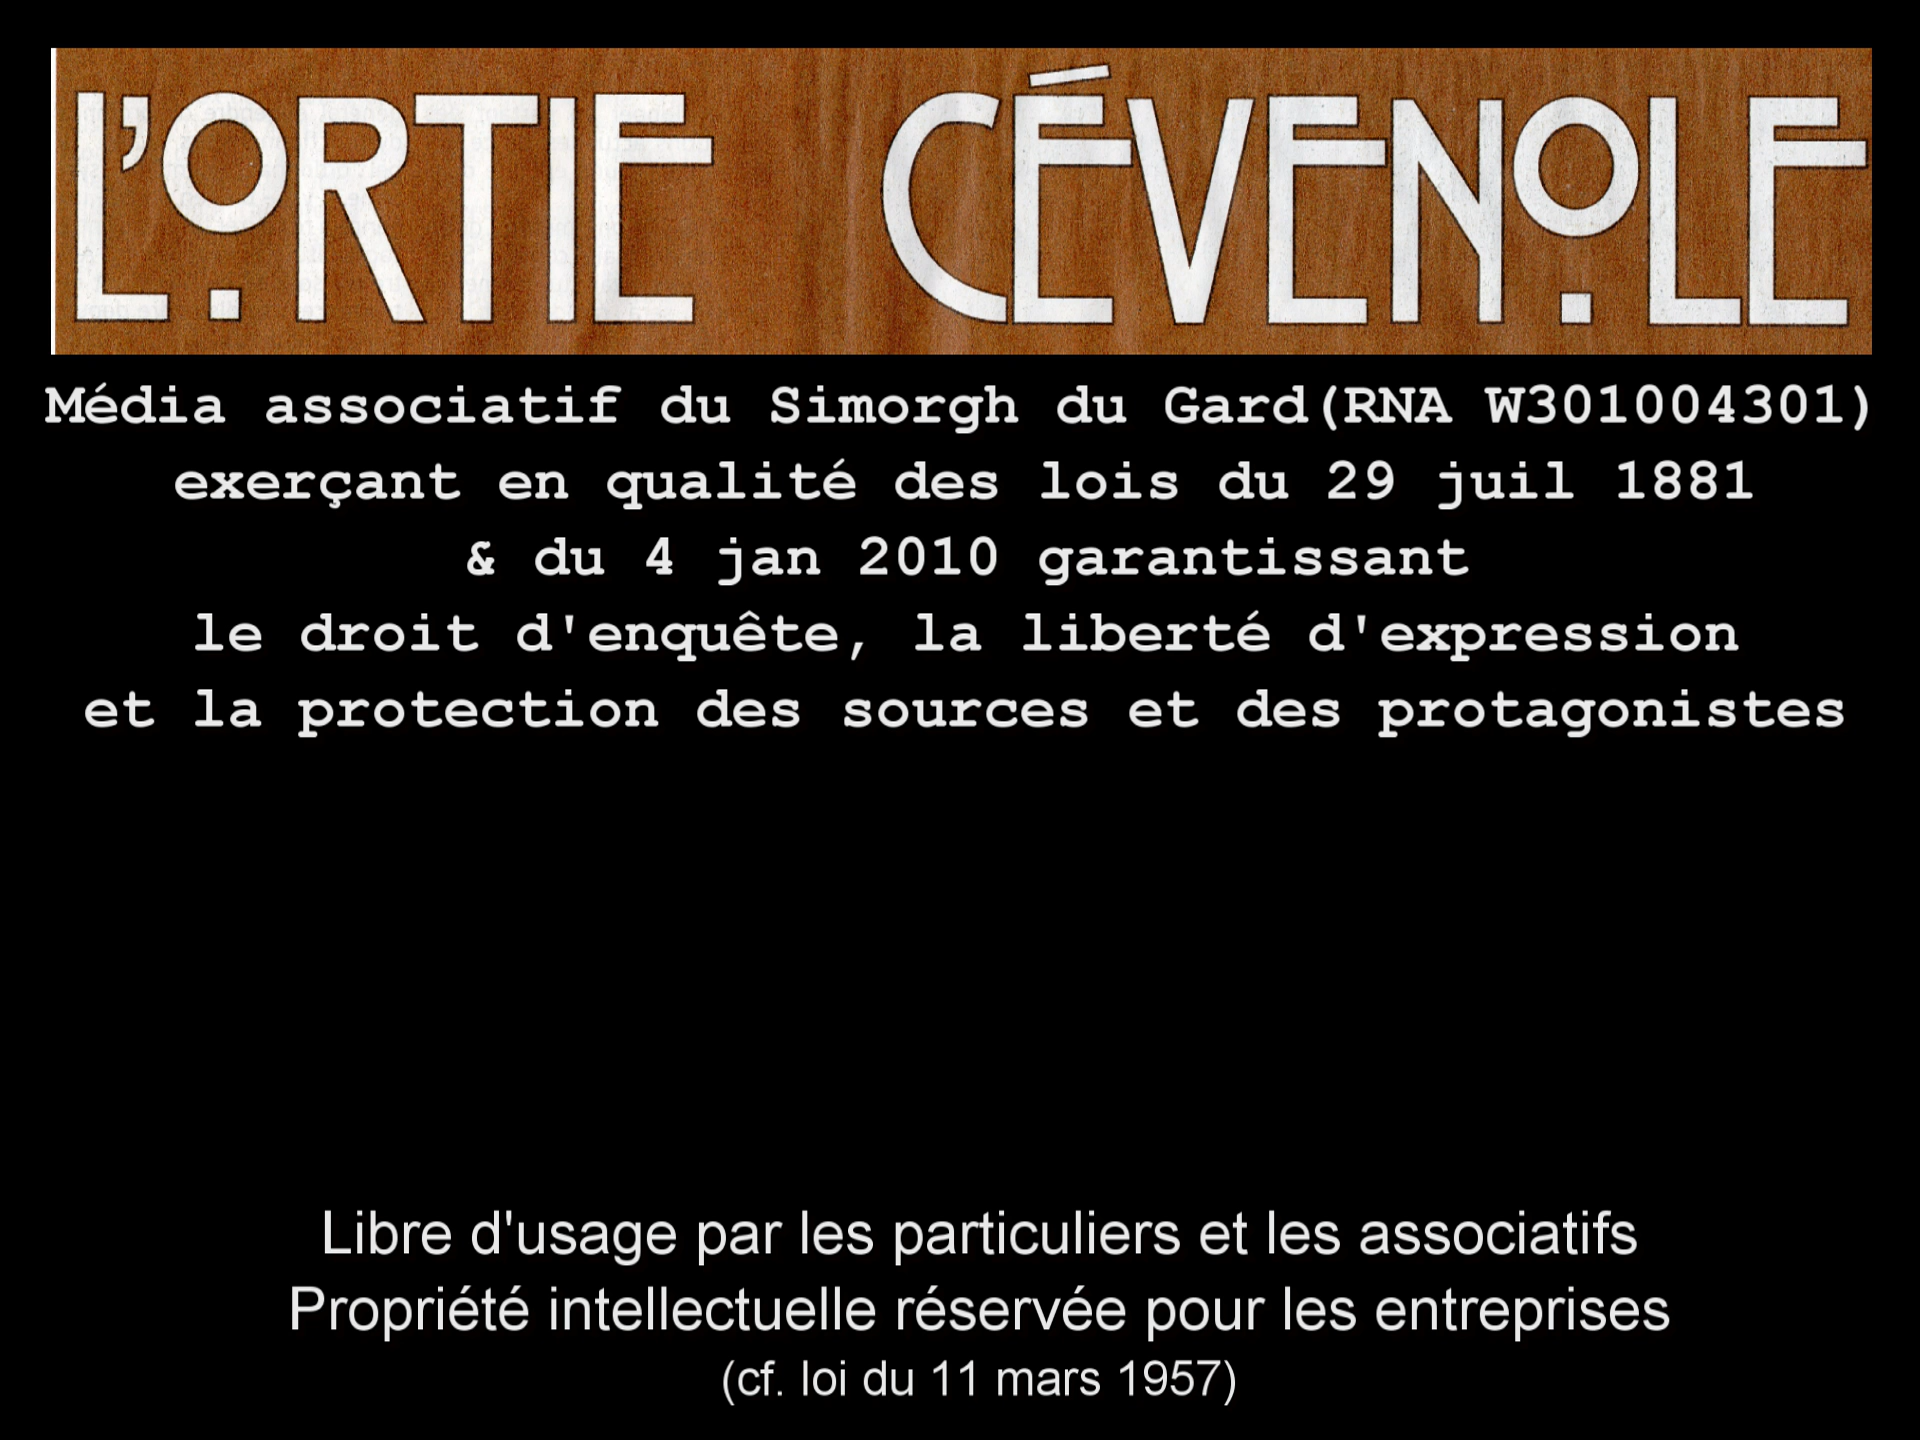 L'ORTIE CÉVENOLE
Média associatif du Simorgh du Gard(RNA W301004301)
exerçant en qualité des lois du 29 juil 1881
& du 4 jan 2010 garantissant
le droit d'enquête, la liberté d'expression
et la protection des sources et des protagonistes
Libre d'usage par les particuliers et les associatifs
Propriété intellectuelle réservée pour les entreprises
(cf. loi du 11 mars 1957)